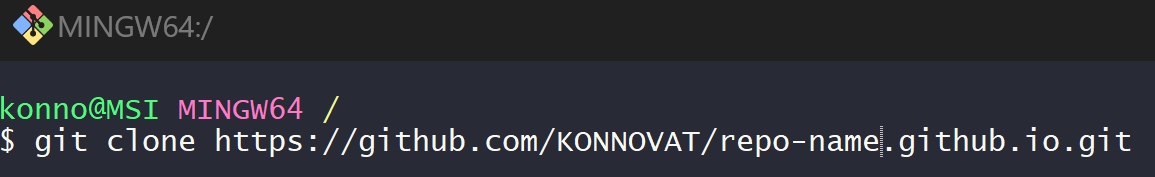 MINGW64:/
konno@MSI MINGW64 /
$ git clone https://github.com/KONNOVAT/repo-name.github.io.git